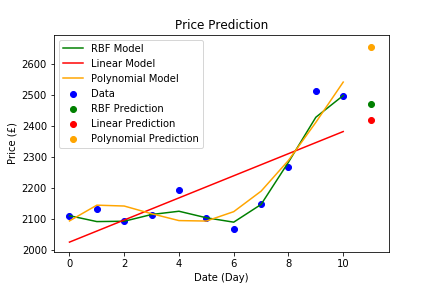 Price Prediction
RBF Model
Linear Model
Polynomial Model
Data
RBF Prediction
Linear Prediction
Polynomial Prediction
2600
2500
2400
2300
2200
2100
2000
Price (£)
0 2 4 6 8 10
Date (Day)